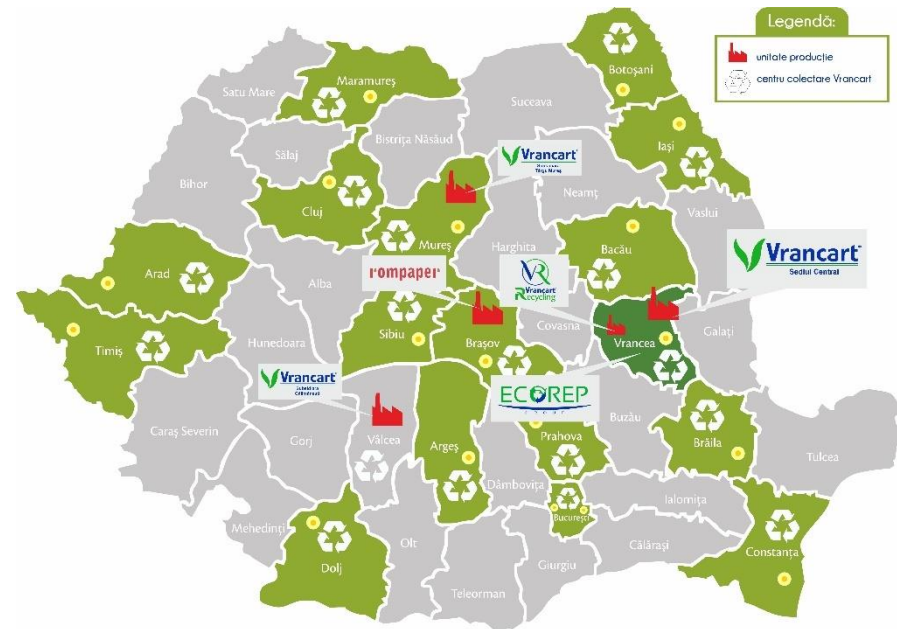 Legendă:
unitate producție
centru colectare Vrancart
Maramureș
Botoșani
Satu Mare
Suceava
Iași
Bistrița Năsăud
Sălaj
Vrancart
Târgu Mureș
Bihor
Cluj
Neamț
Vaslui
Mureș
Harghita
Bacău
Vrancart
Sediul Central
rompaper
VR
Vrancart
Recycling
Arad
Alba
Sibiu
Brașov
Covasna
Vrancea
Galați
Timiș
Hunedoara
Vrancart
ECOREP
Caraș Severin
Gorj
Vâlcea
Argeș
Prahova
Buzău
Brăila
Tulcea
Dâmbovița
Ialomița
București
Mehedinți
Olt
Călărași
Constanța
Dolj
Giurgiu
Teleorman